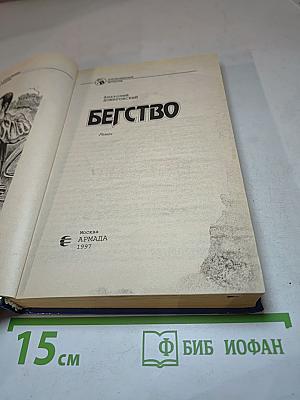 БЕГСТВО
Роман
Москва
АРМАДА
1997
15 см
БИБ ИОФАН